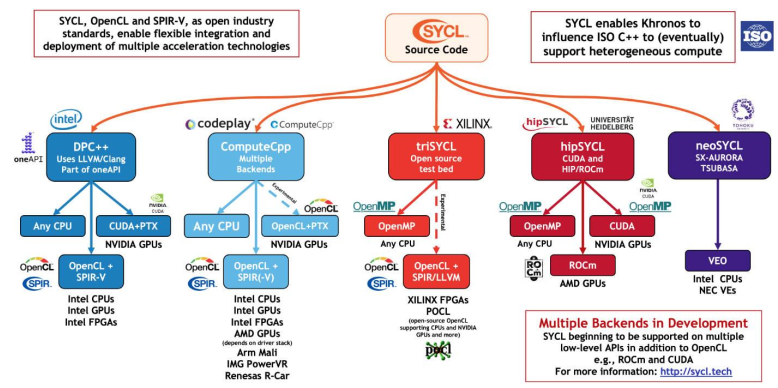 SYCL, OpenCL and SPIR-V, as open industry
standards, enable flexible integration and
deployment of multiple acceleration technologies
SYCL™
Source Code
SYCL enables Khronos to
influence ISO C++ to (eventually)
support heterogeneous compute
ISO
intel
oneAPI
DPC++
Uses LLVM/Clang
Part of oneAPI
NVIDIA
CUDA
Any CPU
CUDA+PTX
NVIDIA GPUs
OpenCL
SPIR
OpenCL +
SPIR-V
Intel CPUs
Intel GPUs
Intel FPGAs
codeplay
ComputeCpp
ComputeCpp
Multiple
Backends
Experimental
OpenCL
Any CPU
OpenCL+PTX
NVIDIA GPUs
OpenCL
SPIR
OpenCL +
SPIR(-V)
Intel CPUs
Intel GPUs
Intel FPGAs
AMD GPUs
(depends on driver stack)
Arm Mali
IMG PowerVR
Renesas R-Car
XILINX
triSYCL
Open source
test bed
Experimental
OpenMP
OpenMP
Any CPU
OpenCL
SPIR
OpenCL +
SPIR/LLVM
XILINX FPGAs
POCL
(open-source OpenCL
supporting CPUs and NVIDIA
GPUs and more)
pocl
hipSYCL
UNIVERSITÄT
HEIDELBERG
hipSYCL
CUDA and
HIP/ROCm
NVIDIA
CUDA
OpenMP
OpenMP
OpenMP
Any CPU
CUDA
NVIDIA GPUs
ROCm
ROCm
AMD GPUs
TOHOKU
neoSYCL
SX-AURORA
TSUBASA
VEO
Intel CPUs
NEC VEs
Multiple Backends in Development
SYCL beginning to be supported on multiple
low-level APIs in addition to OpenCL
e.g., ROCm and CUDA
For more information: http://sycl.tech